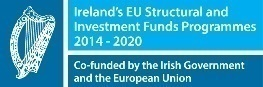 Ireland's EU Structural and
Investment Funds Programmes
2014 - 2020
Co-funded by the Irish Government
and the European Union